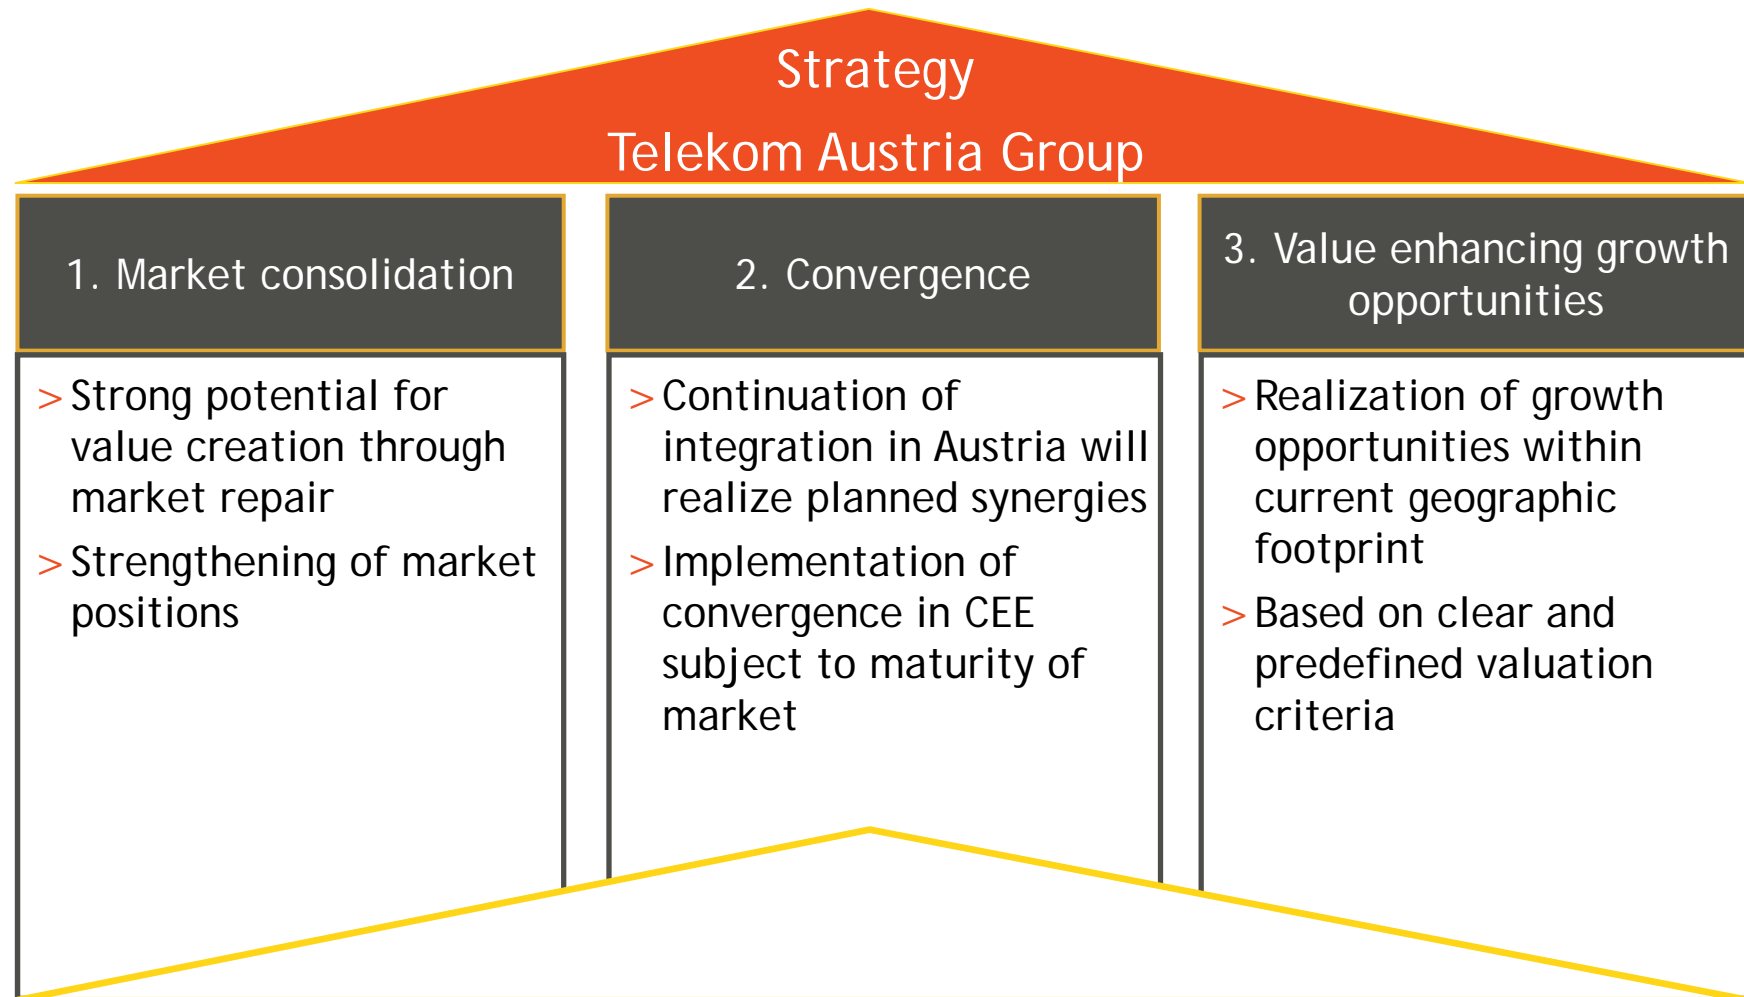 Strategy
Telekom Austria Group
1. Market consolidation
> Strong potential for
value creation through
market repair
> Strengthening of market
positions
2. Convergence
> Continuation of
integration in Austria will
realize planned synergies
> Implementation of
convergence in CEE
subject to maturity of
market
3. Value enhancing growth
opportunities
> Realization of growth
opportunities within
current geographic
footprint
> Based on clear and
predefined valuation
criteria